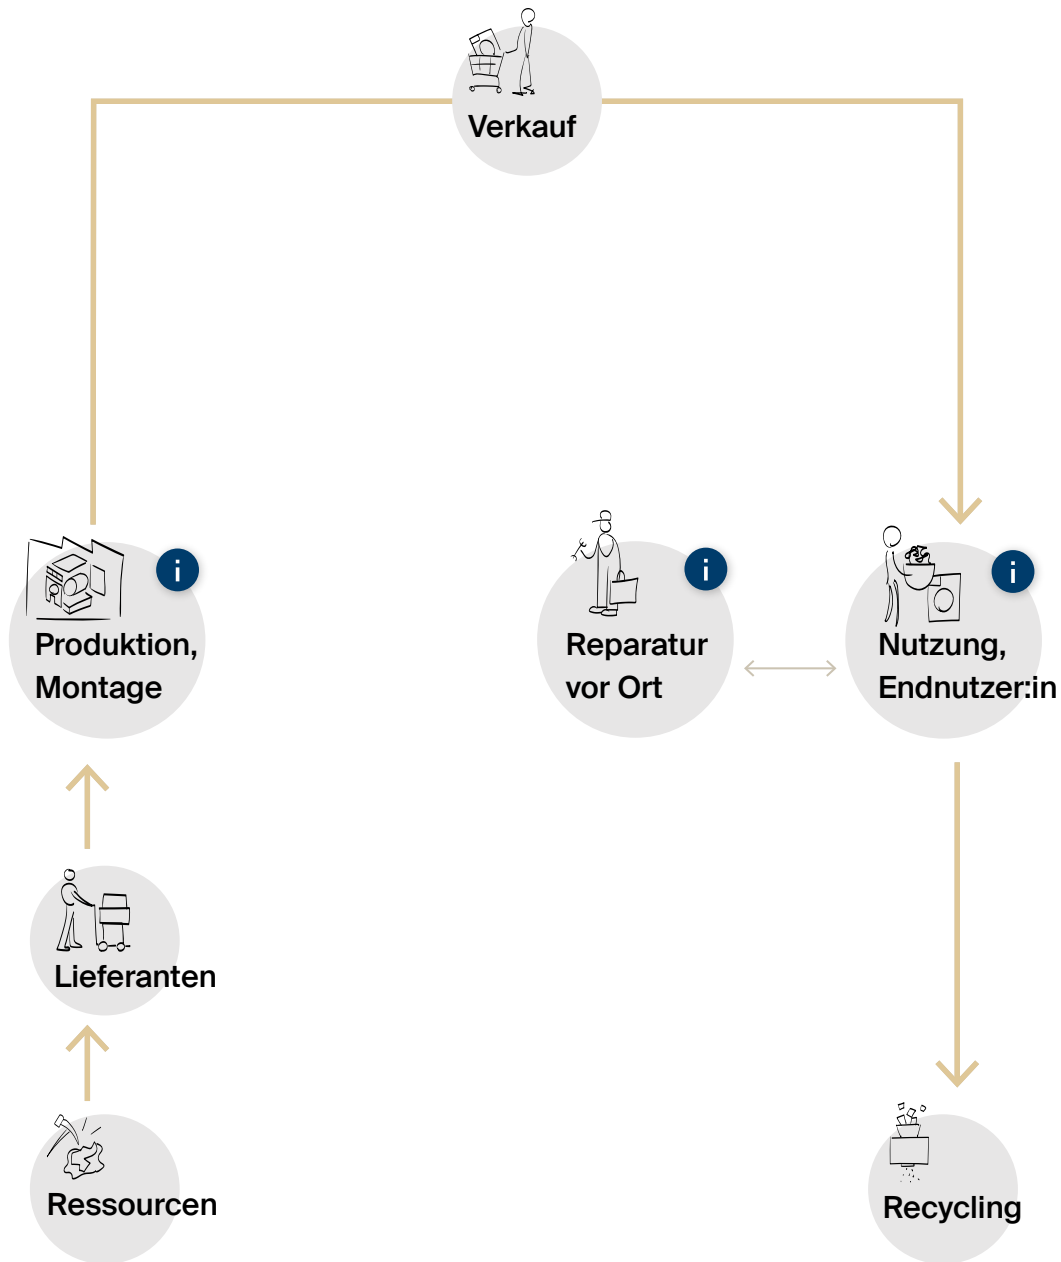 Verkauf
i
Produktion,
Montage
i
Reparatur
vor Ort
i
Nutzung,
Endnutzer:in
Lieferanten
Ressourcen
Recycling